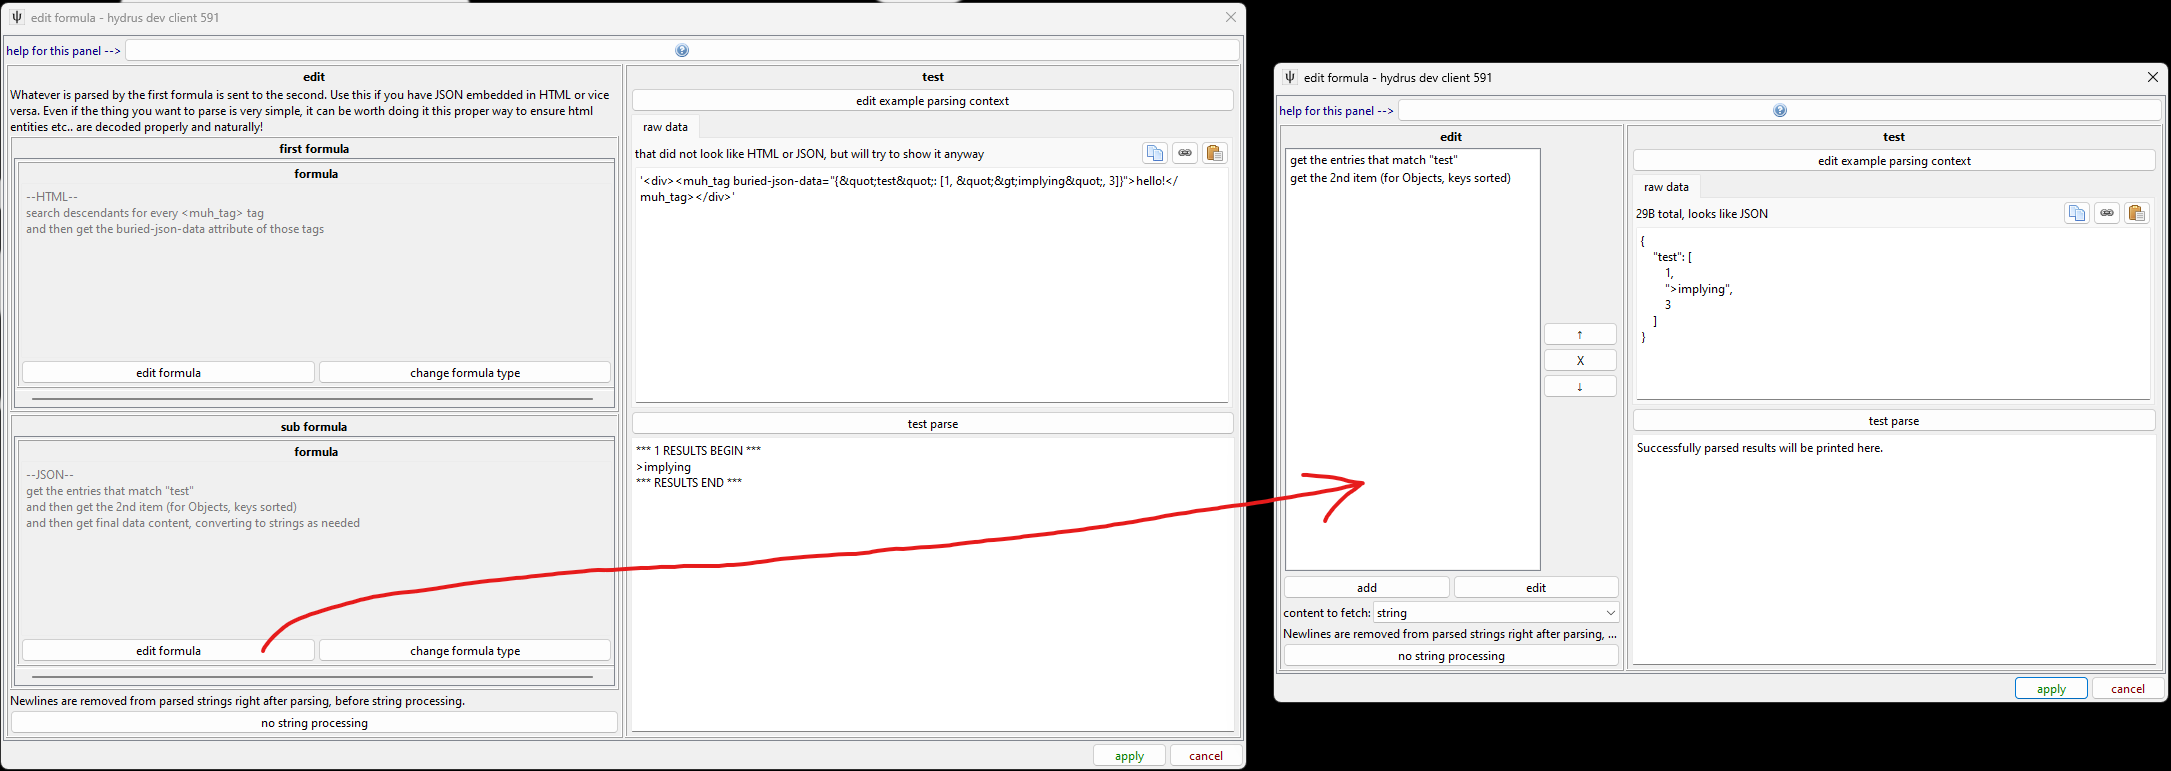 edit formula - hydrus dev client 591
help for this panel -->
edit
Whatever is parsed by the first formula is sent to the second. Use this if you have JSON embedded in HTML or vice
versa. Even if the thing you want to parse is very simple, it can be worth doing it this proper way to ensure html
entities etc.. are decoded properly and naturally!
first formula
formula
--HTML--
search descendants for every <muh_tag> tag
and then get the buried-json-data attribute of those tags
edit formula
change formula type
sub formula
formula
--JSON--
get the entries that match "test"
and then get the 2nd item (for Objects, keys sorted)
and then get final data content, converting to strings as needed
edit formula
change formula type
Newlines are removed from parsed strings right after parsing, before string processing.
no string processing
test
edit example parsing context
raw data
that did not look like HTML or JSON, but will try to show it anyway
'<div><muh_tag buried-json-data="{&quot;test&quot;: [1, &quot;&gt;implying&quot;, 3]}">hello!</
muh_tag></div>'
test parse
*** 1 RESULTS BEGIN ***
>implying
*** RESULTS END ***
apply
cancel
edit formula - hydrus dev client 591
help for this panel -->
edit
get the entries that match "test"
get the 2nd item (for Objects, keys sorted)
↑
X
↓
add
edit
content to fetch: string
Newlines are removed from parsed strings right after parsing, ...
no string processing
test
edit example parsing context
raw data
29B total, looks like JSON
{
"test": [
1,
">implying",
3
]
}
test parse
Successfully parsed results will be printed here.
apply
cancel